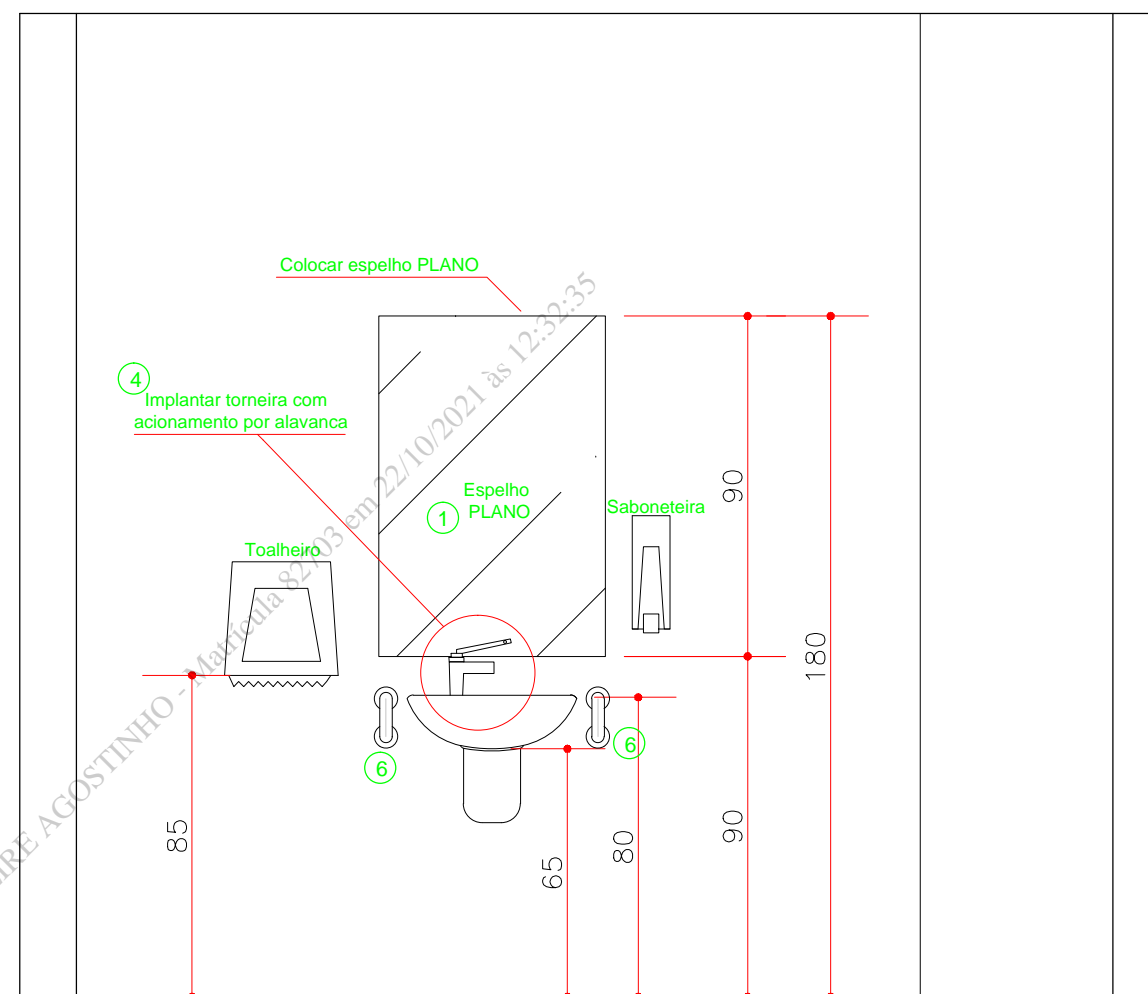 Colocar espelho PLANO
4
Implantar torneira com
acionamento por alavanca
Espelho
PLANO
1
Saboneteira
Toalheiro
90
180
6
6
85
65
80
90
AGOSTINHO - Matrícula 82703 em 22/10/2021 às 12:32:35